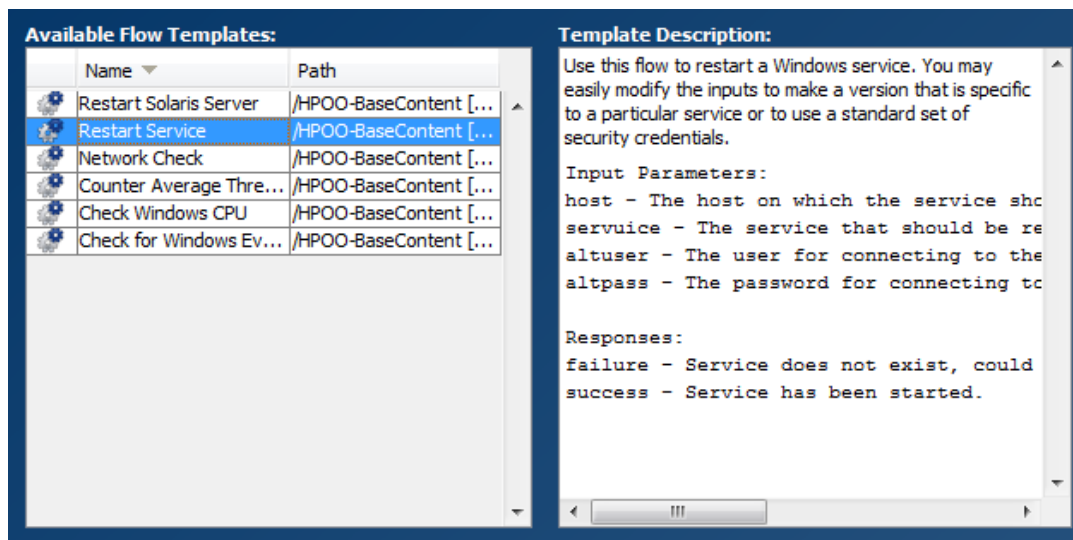 Available Flow Templates:
Name Path
Restart Solaris Server /HPOO-BaseContent [...
Restart Service /HPOO-BaseContent [...
Network Check /HPOO-BaseContent [...
Counter Average Thre... /HPOO-BaseContent [...
Check Windows CPU /HPOO-BaseContent [...
Check for Windows Ev... /HPOO-BaseContent [...
Template Description:
Use this flow to restart a Windows service. You may
easily modify the inputs to make a version that is specific
to a particular service or to use a standard set of
security credentials.
Input Parameters:
host - The host on which the service sho
servuice - The service that should be re
altuser - The user for connecting to the
altpass - The password for connecting to
Responses:
failure - Service does not exist, could
success - Service has been started.